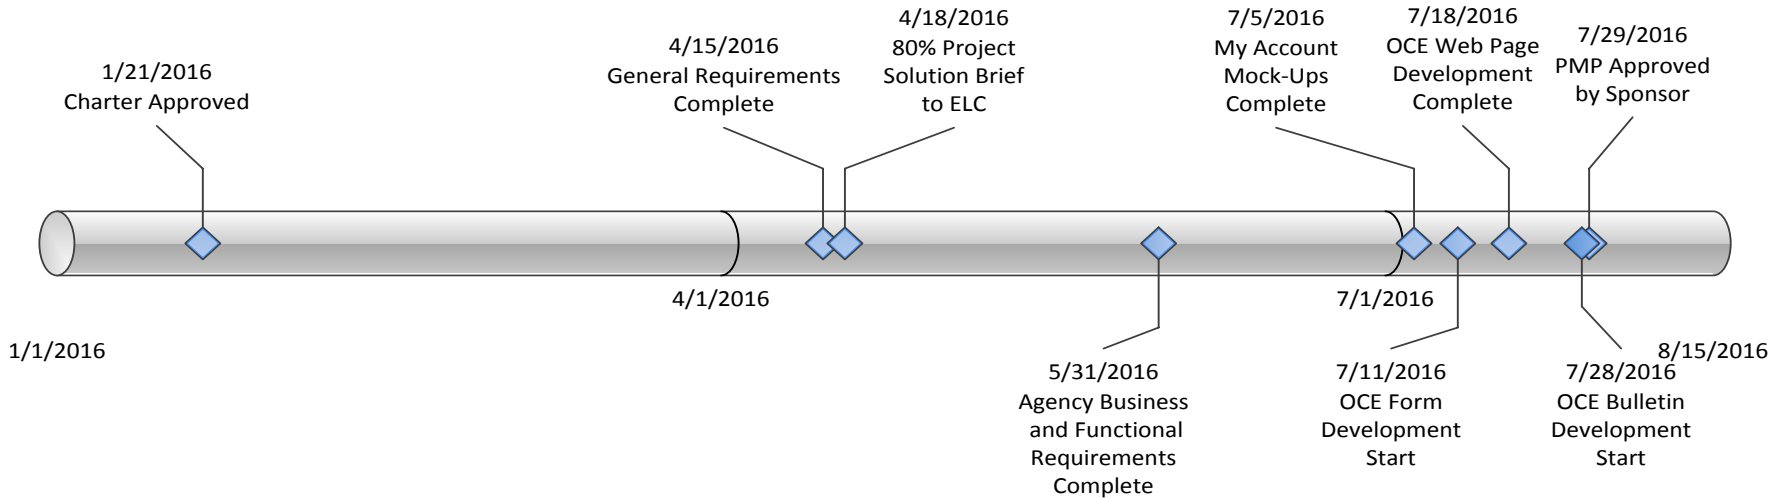 1/21/2016
Charter Approved
4/15/2016
General Requirements
Complete
4/18/2016
80% Project
Solution Brief
to ELC
7/5/2016
My Account
Mock-Ups
Complete
7/18/2016
OCE Web Page
Development
Complete
7/29/2016
PMP Approved
by Sponsor
1/1/2016
4/1/2016
7/1/2016
8/15/2016
5/31/2016
Agency Business
and Functional
Requirements
Complete
7/11/2016
OCE Form
Development
Start
7/28/2016
OCE Bulletin
Development
Start